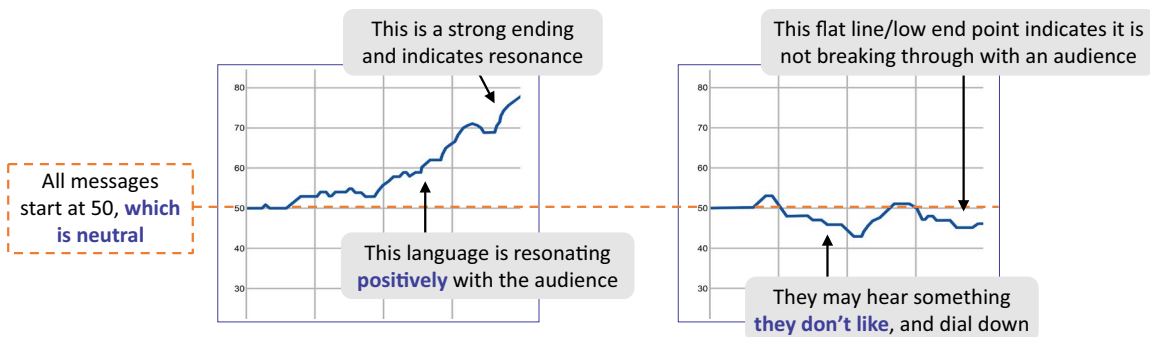 This is a strong ending
and indicates resonance
This flat line/low end point indicates it is
not breaking through with an audience
80
70
60
50
40
30
80
70
60
50
40
30
All messages
start at 50, which
is neutral
This language is resonating
positively with the audience
They may hear something
they don't like, and dial down